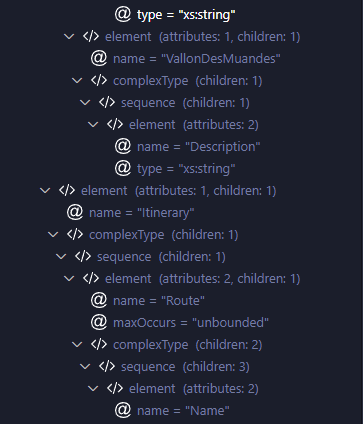 @ type = "xs:string"
</> element (attributes: 1, children: 1)
@ name = "VallonDesMuandes"
</> complexType (children: 1)
</> sequence (children: 1)
</> element (attributes: 2)
@ name = "Description"
@ type = "xs:string"
</> element (attributes: 1, children: 1)
@ name = "Itinerary"
</> complexType (children: 1)
</> sequence (children: 1)
</> element (attributes: 2, children: 1)
@ name = "Route"
@ maxOccurs = "unbounded"
</> complexType (children: 2)
</> sequence (children: 3)
</> element (attributes: 2)
@ name = "Name"